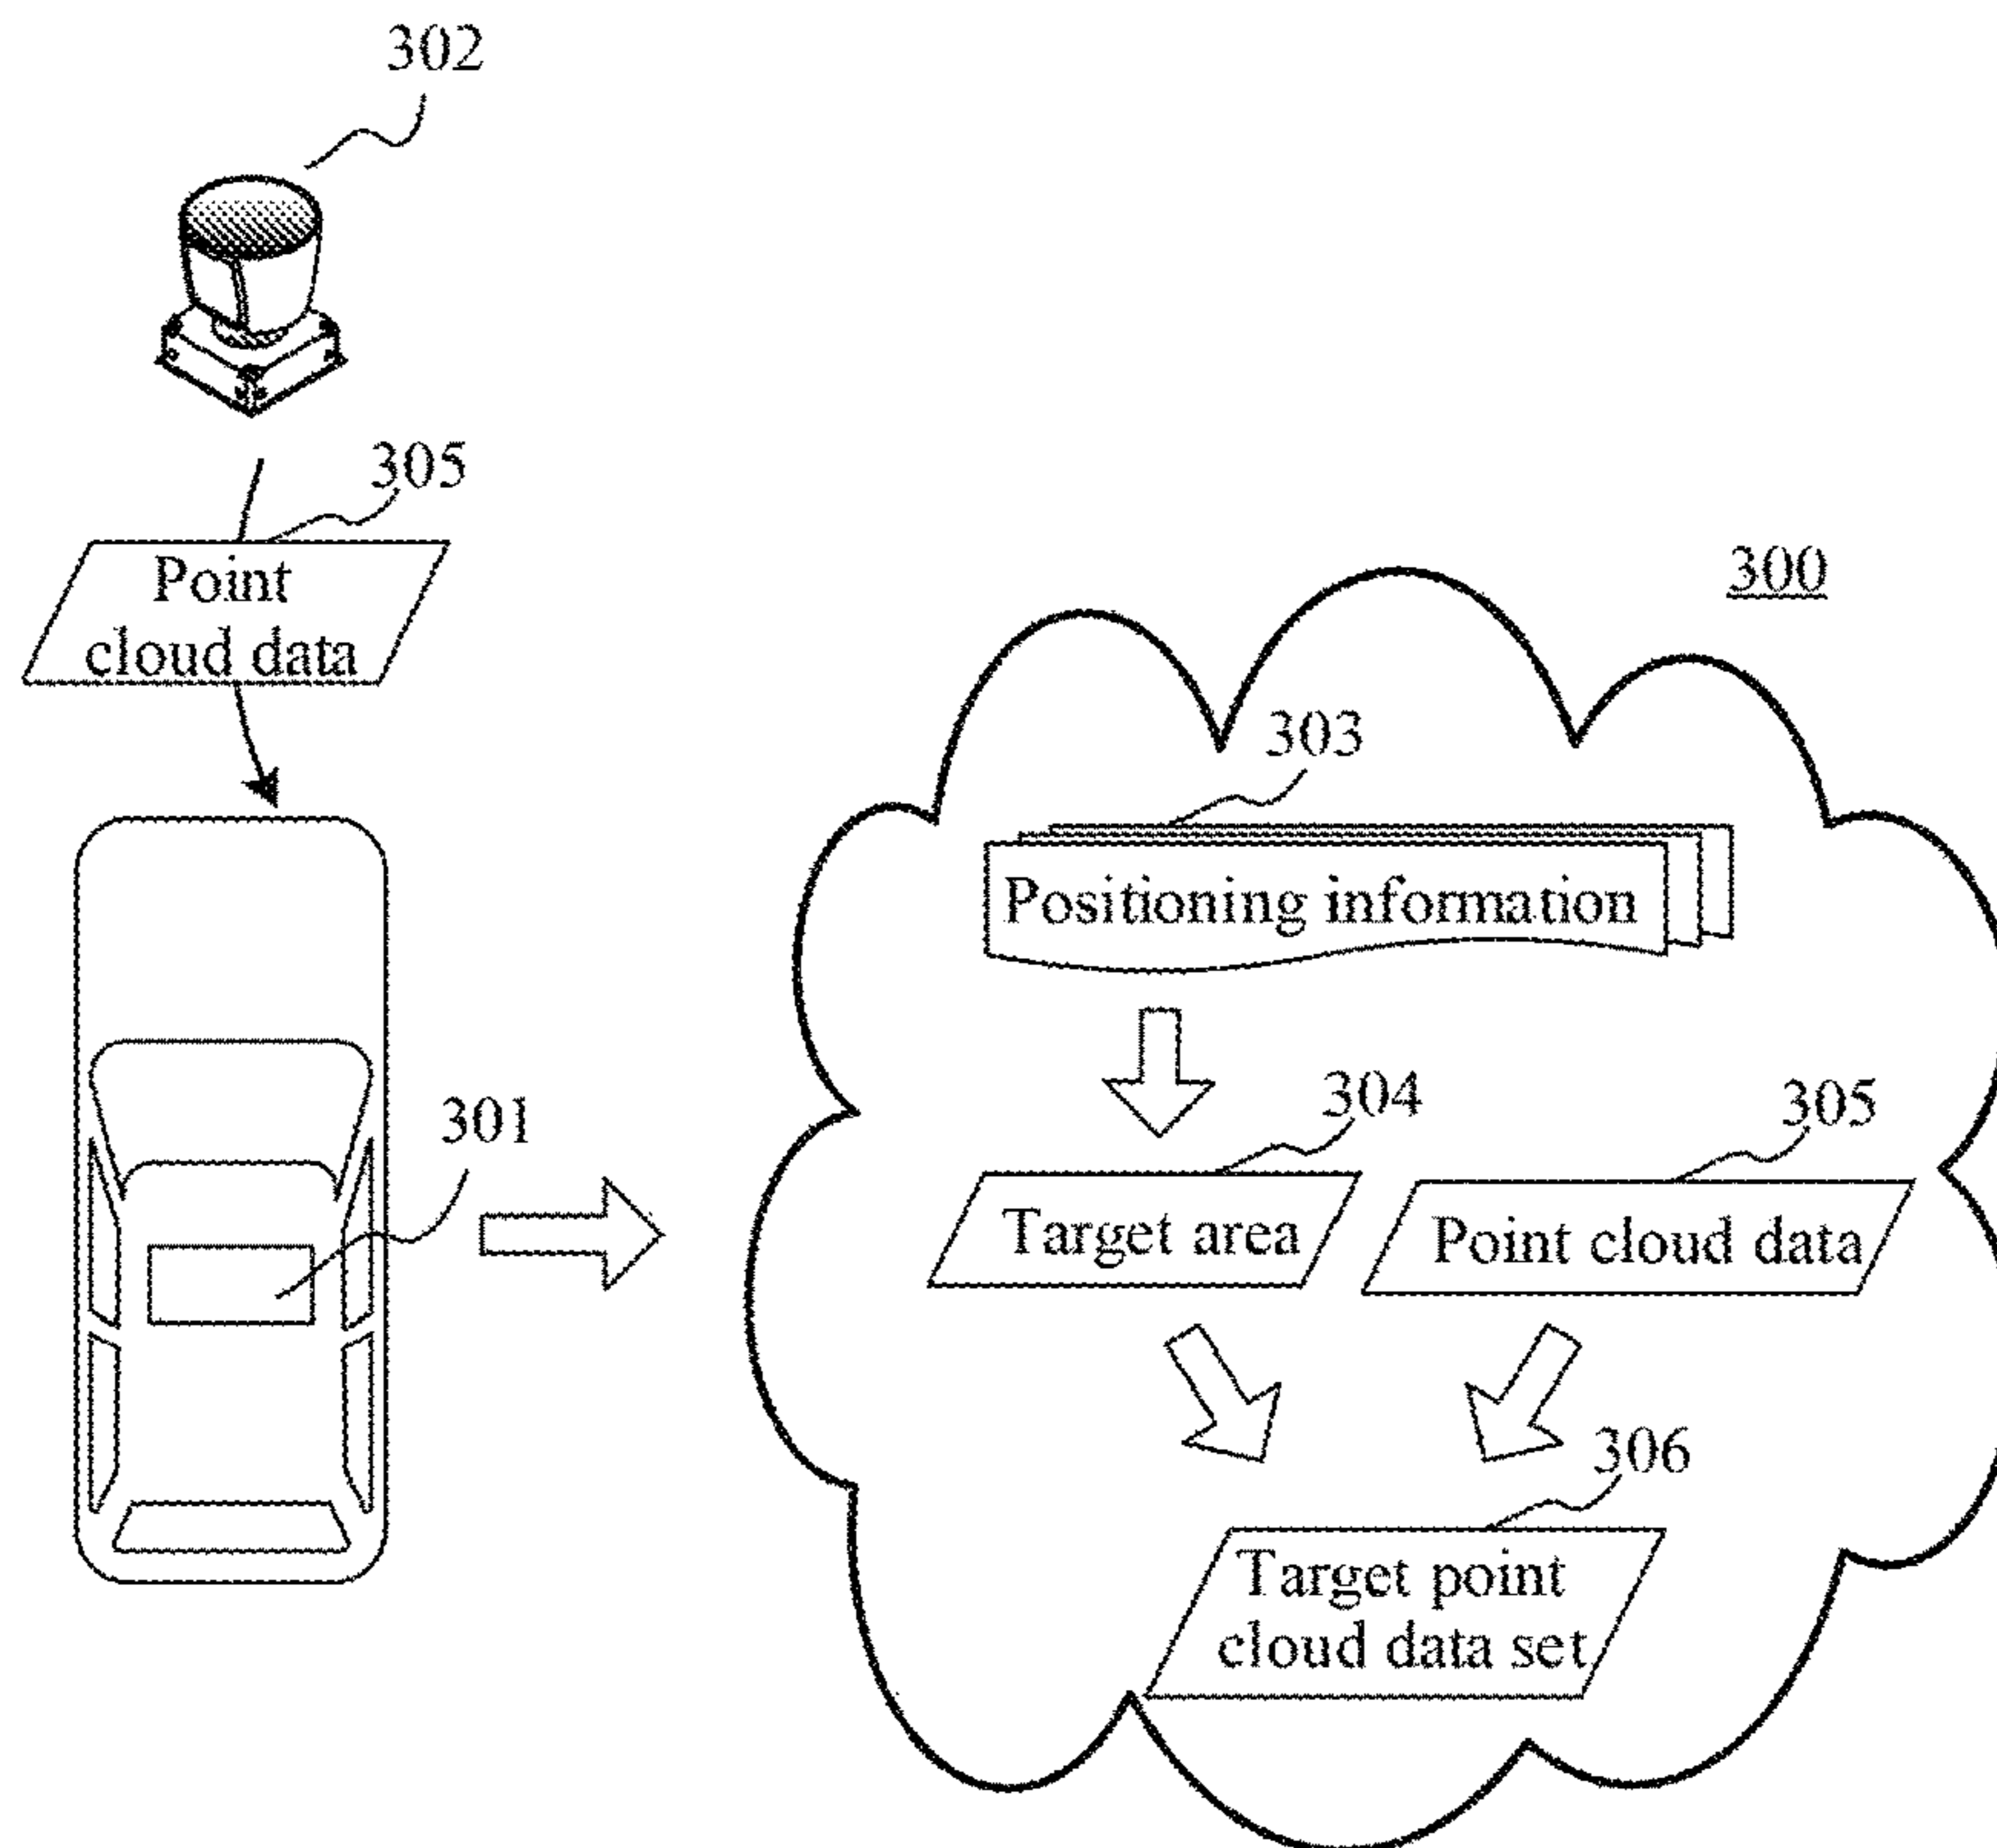 302
305
Point
cloud data
300
303
Positioning information
301
304
305
Target area
Point cloud data
306
Target point
cloud data set